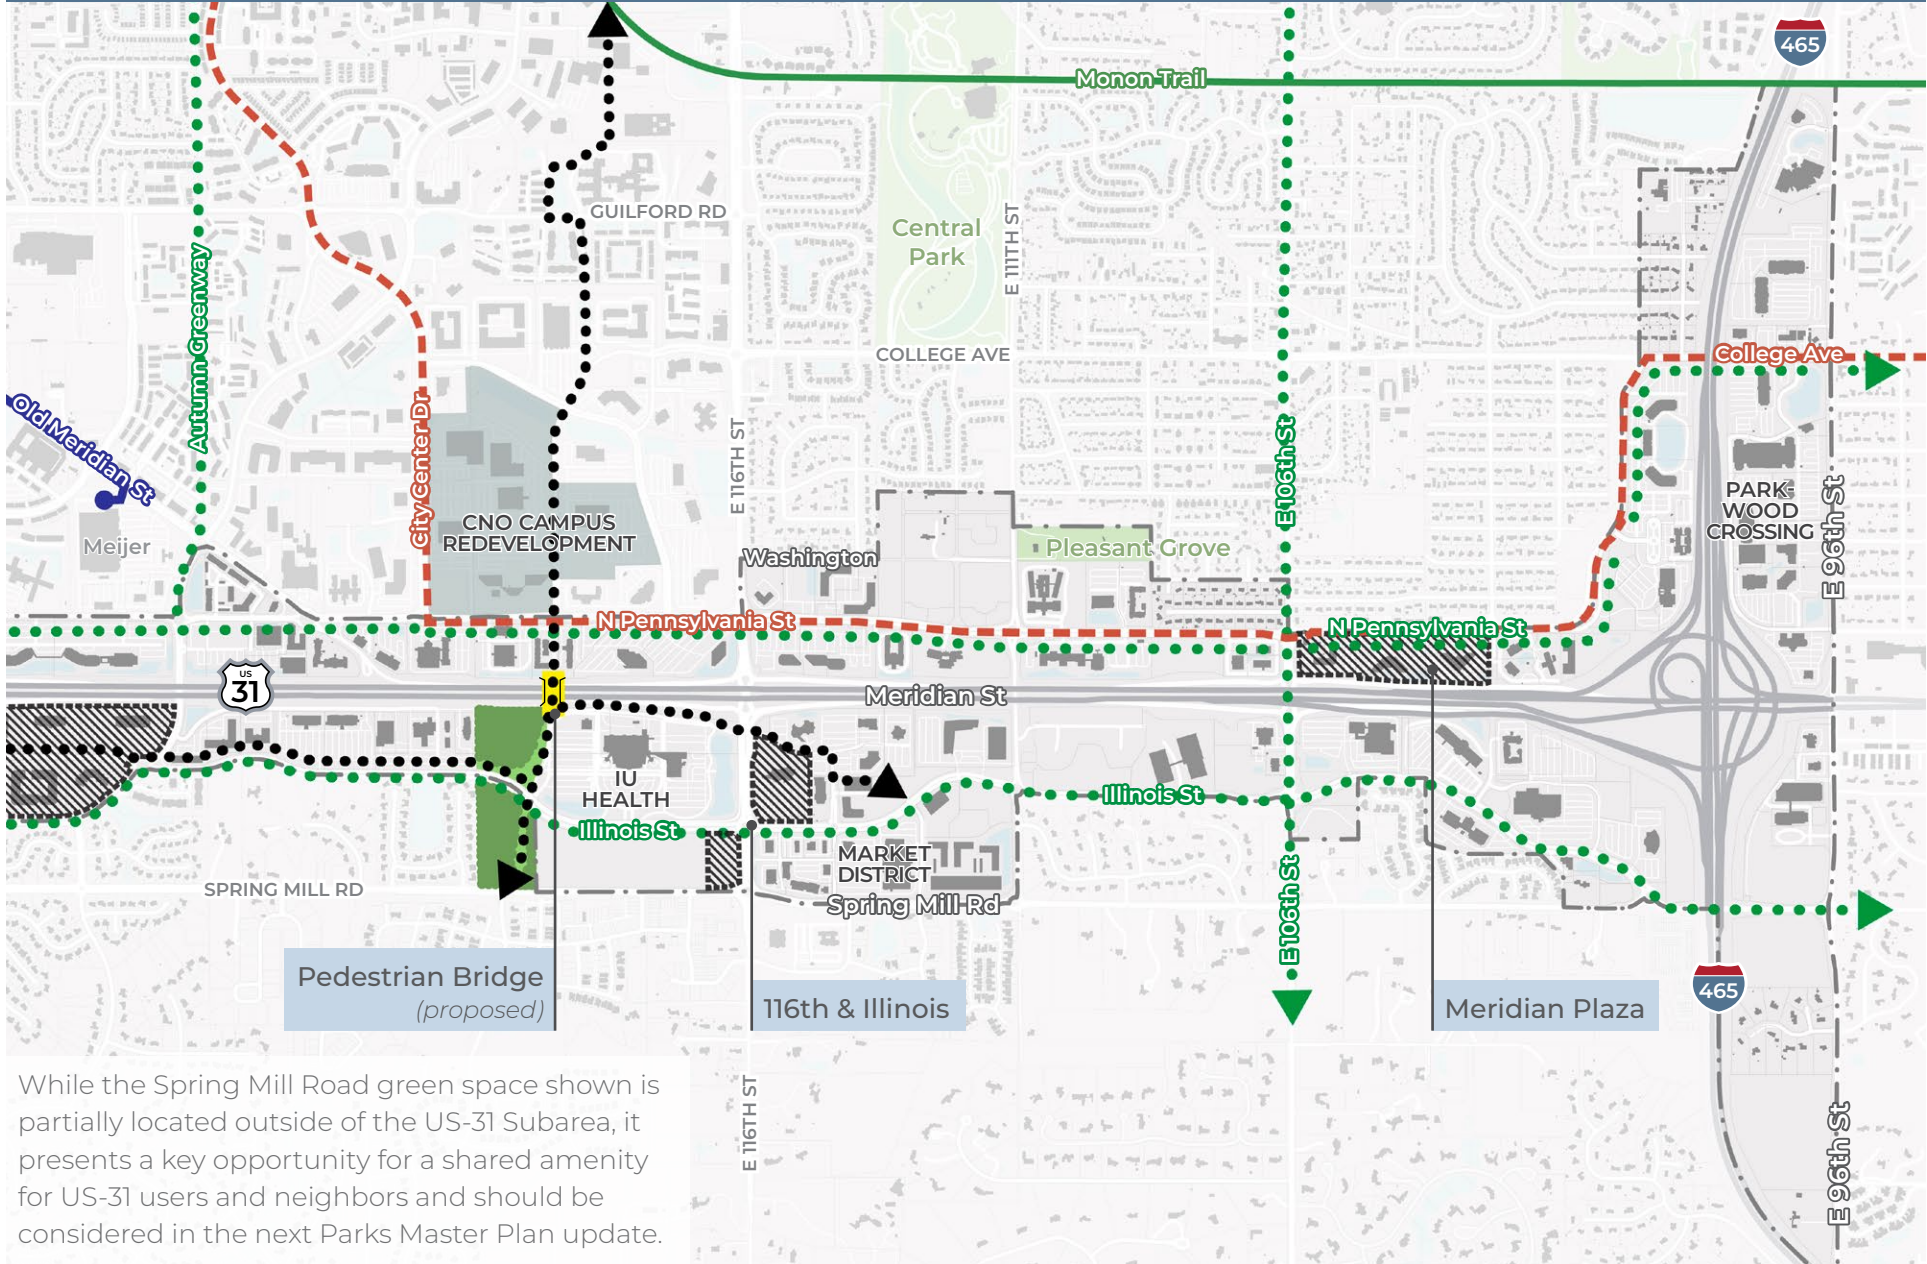 465
Monon Trail
GUILFORD RD
Central
Park
E 111TH ST
Autumn Greenway
COLLEGE AVE
College Ave
Old Meridian St
City Center Dr
E 116TH ST
E 106th St
PARK-
WOOD
CROSSING
E 96th St
CNO CAMPUS
REDEVELOPMENT
Meijer
Washington
Pleasant Grove
N Pennsylvania St
N Pennsylvania St
US
31
Meridian St
IU
HEALTH
Illinois St
Illinois St
MARKET
DISTRICT
SPRING MILL RD
Spring Mill Rd
E 106th St
Pedestrian Bridge
(proposed)
116th & Illinois
Meridian Plaza
465
E 116TH ST
E 96th St
While the Spring Mill Road green space shown is
partially located outside of the US-31 Subarea, it
presents a key opportunity for a shared amenity
for US-31 users and neighbors and should be
considered in the next Parks Master Plan update.